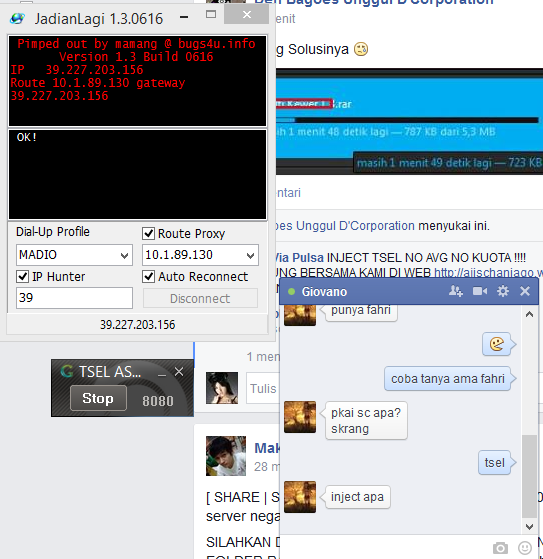 JadianLagi 1.3.0616
Pimped out by mamang @ bugs4u.info
Version 1.3 Build 0616
IP 39.227.203.156
Route 10.1.89.130 gateway
39.227.203.156
OK!
Dial-Up Profile
Route Proxy
MADIO
10.1.89.130
IP Hunter
Auto Reconnect
39
Disconnect
39.227.203.156
TSEL AS...
Stop
8080
Den Bagoes Unggul D'Corporation
menit
g Solusinya
.rar
masih 1 menit 48 detik lagi — 787 KB dari 5,3 MB
masih 1 menit 49 detik lagi — 723 KB
entari
oes Unggul D'Corporation menyukai ini.
Via Pulsa INJECT TSEL NO AVG NO KUOTA !!!!
UNG BERSAMA KAMI DI WEB http://ajischaniago.w
1 men
Tulis
Mak
28 m
[ SHARE | S
server nega
SILAHKAN D
Giovano
punya fahri
coba tanya ama fahri
pkai sc apa?
skrang
tsel
inject apa